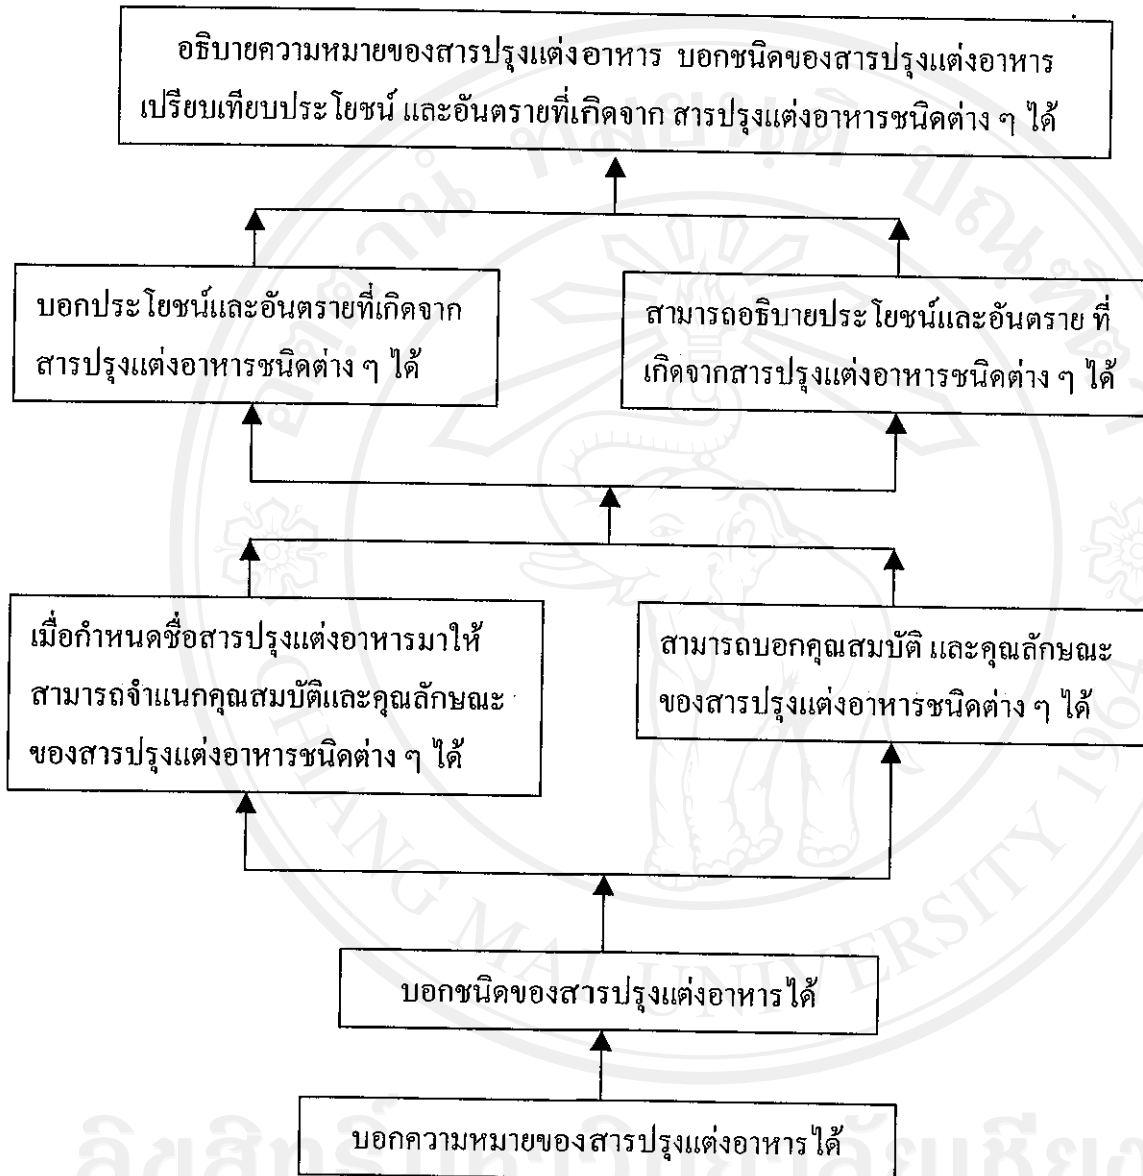 อธิบายความหมายของสารปรุงแต่งอาหาร บอกชนิดของสารปรุงแต่งอาหาร
เปรียบเทียบประโยชน์ และอันตรายที่เกิดจาก สารปรุงแต่งอาหารชนิดต่าง ๆ ได้
บอกประโยชน์และอันตรายที่เกิดจาก
สารปรุงแต่งอาหารชนิดต่าง ๆ ได้
สามารถอธิบายประโยชน์และอันตราย ที่
เกิดจากสารปรุงแต่งอาหารชนิดต่าง ๆ ได้
เมื่อกำหนดชื่อสารปรุงแต่งอาหารมาให้
สามารถจำแนกคุณสมบัติและคุณลักษณะ
ของสารปรุงแต่งอาหารชนิดต่าง ๆ ได้
สามารถบอกคุณสมบัติ และคุณลักษณะ
ของสารปรุงแต่งอาหารชนิดต่าง ๆ ได้
บอกชนิดของสารปรุงแต่งอาหารได้
บอกความหมายของสารปรุงแต่งอาหารได้
CHIANG MAI UNIVERSITY 1964